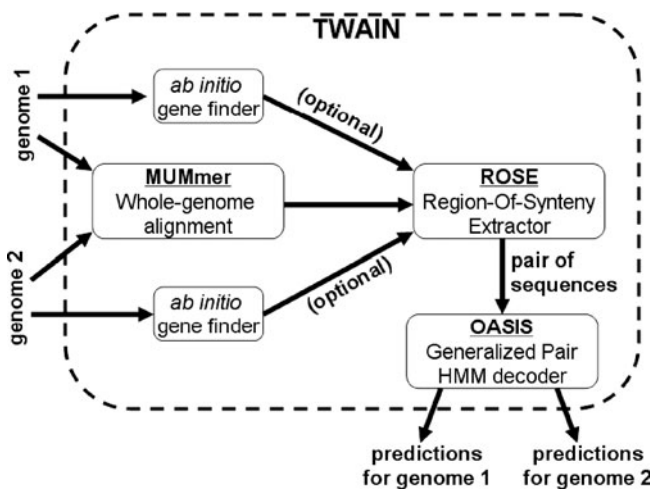 TWAIN
genome 1
ab initio
gene finder
(optional)
MUMmer
Whole-genome
alignment
ROSE
Region-Of-Synteny
Extractor
genome 2
ab initio
gene finder
(optional)
pair of
sequences
OASIS
Generalized Pair
HMM decoder
predictions
for genome 1
predictions
for genome 2